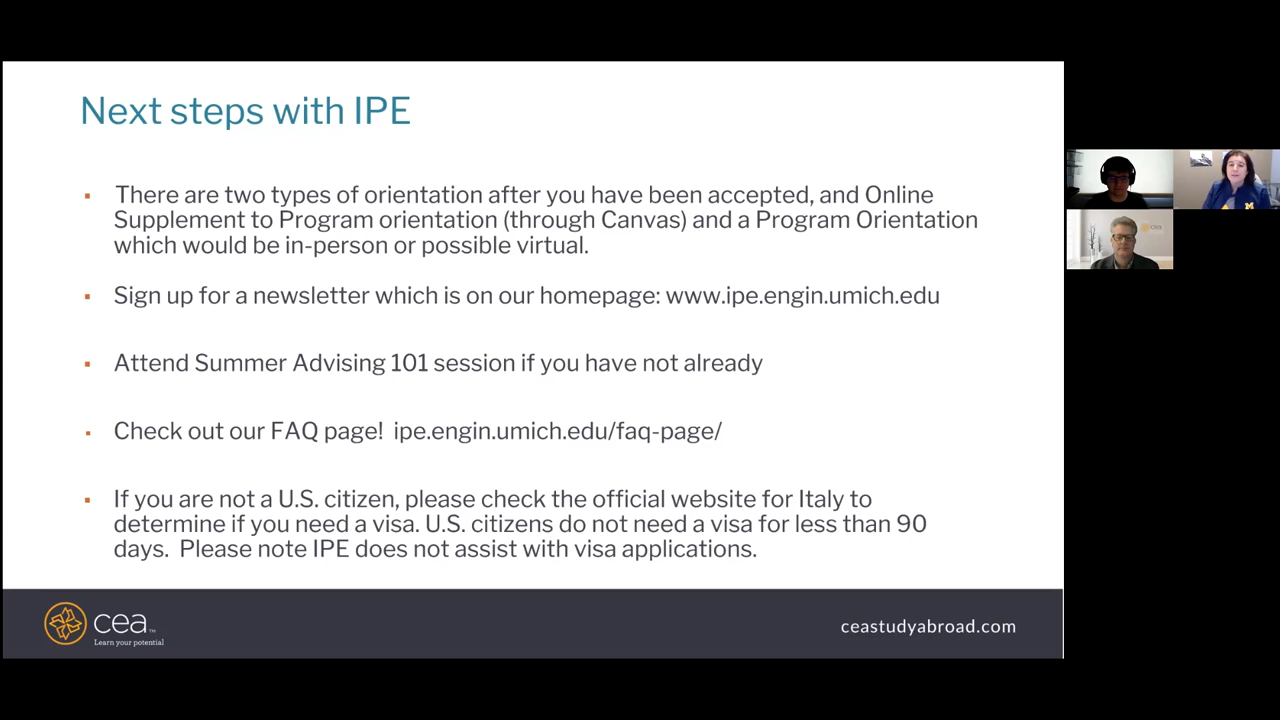 Next steps with IPE
There are two types of orientation after you have been accepted, and Online
Supplement to Program orientation (through Canvas) and a Program Orientation
which would be in-person or possible virtual.
Sign up for a newsletter which is on our homepage: www.ipe.engin.umich.edu
Attend Summer Advising 101 session if you have not already
Check out our FAQ page!  ipe.engin.umich.edu/faq-page/
If you are not a U.S. citizen, please check the official website for Italy to
determine if you need a visa. U.S. citizens do not need a visa for less than 90
days.  Please note IPE does not assist with visa applications.
cea™
Learn your potential
ceastudyabroad.com
M
cea